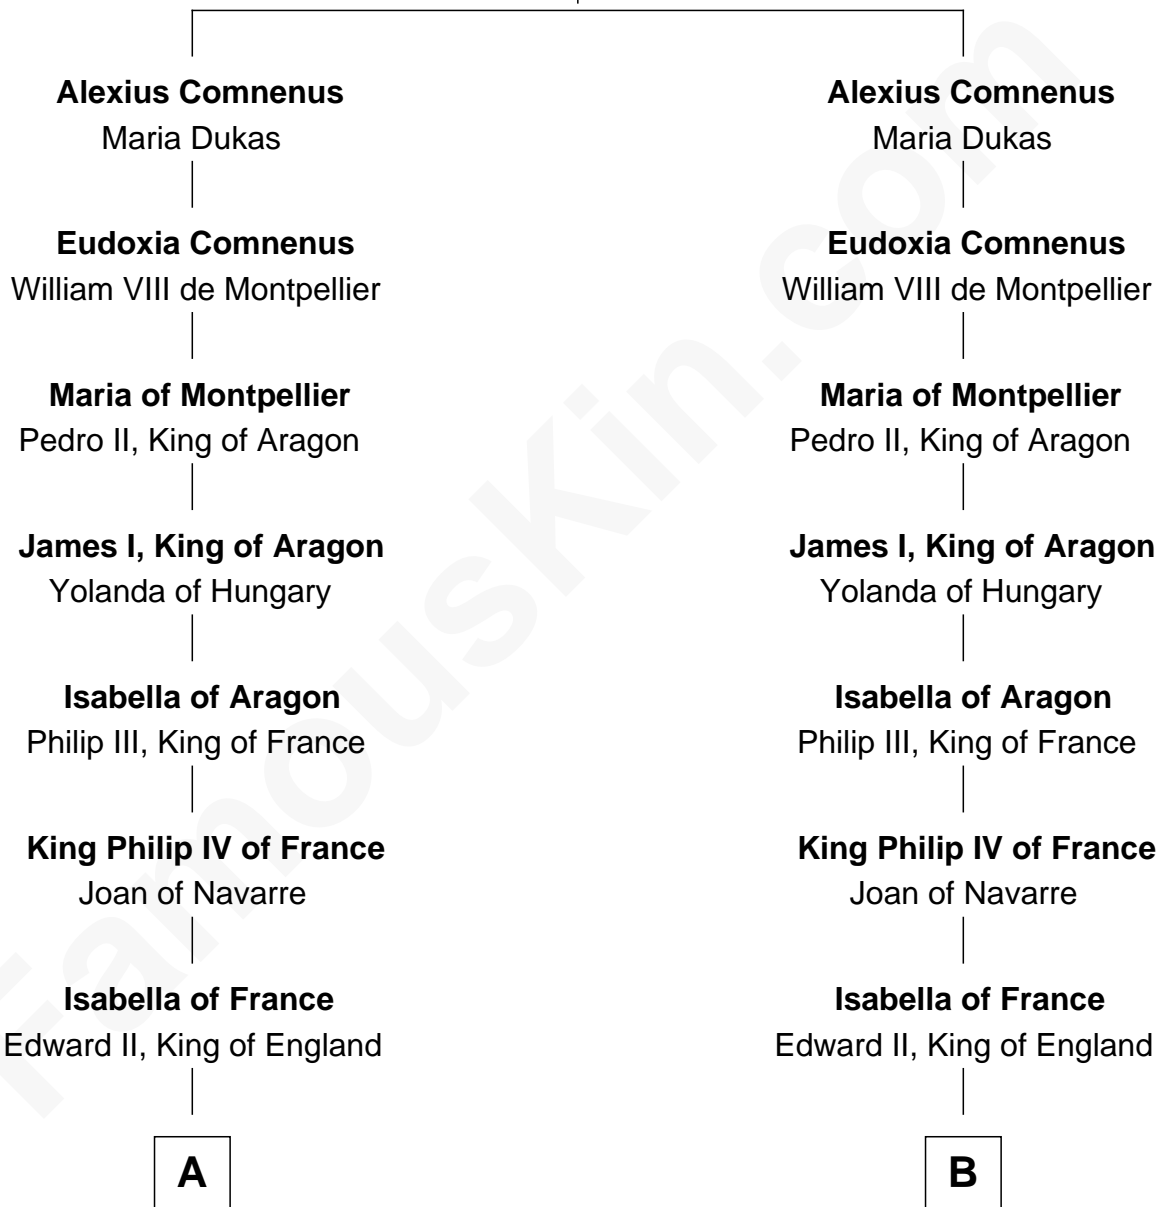 Alexius Comnenus
Maria Dukas
Eudoxia Comnenus
William VIII de Montpellier
Maria of Montpellier
Pedro II, King of Aragon
James I, King of Aragon
Yolanda of Hungary
Isabella of Aragon
Philip III, King of France
King Philip IV of France
Joan of Navarre
Isabella of France
Edward II, King of England
A
Alexius Comnenus
Maria Dukas
Eudoxia Comnenus
William VIII de Montpellier
Maria of Montpellier
Pedro II, King of Aragon
James I, King of Aragon
Yolanda of Hungary
Isabella of Aragon
Philip III, King of France
King Philip IV of France
Joan of Navarre
Isabella of France
Edward II, King of England
B
FamousKin.com